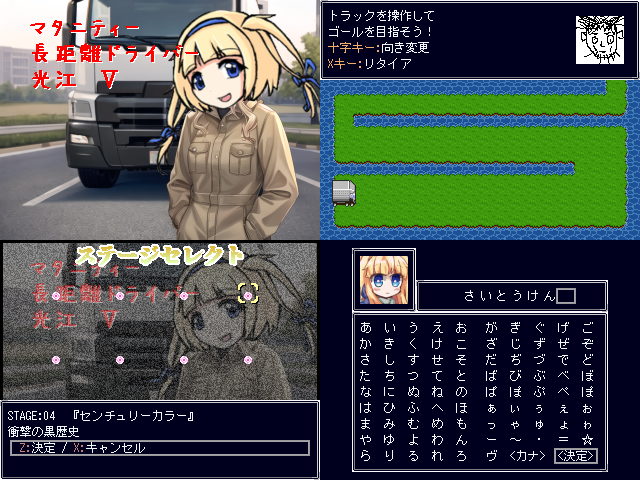 マタニティー
長距離ドライバー
光江 Ⅴ
トラックを操作して
ゴールを目指そう！
十字キー:向き変更
Xキー:リタイア
ステージセレクト
マタニティー
長距離ドライバー
光江 Ⅴ
STAGE:04 『センチュリーカラー』
衝撃の黒歴史
Z:決定 / X:キャンセル
さいとうけん
あいうえお がぎぐげご
かきくけこ ざじずぜぞ
さしすせそ だぢづでど
たちつてと ばびぶべぼ
なにぬねの ぱぴぷぺぽ
はひふへほ ぁぃぅぇぉ
まみむめも っゃゅょゎ
やゆよわん ー～・＝☆
らりるれろ ヴ<カナ> <決定>